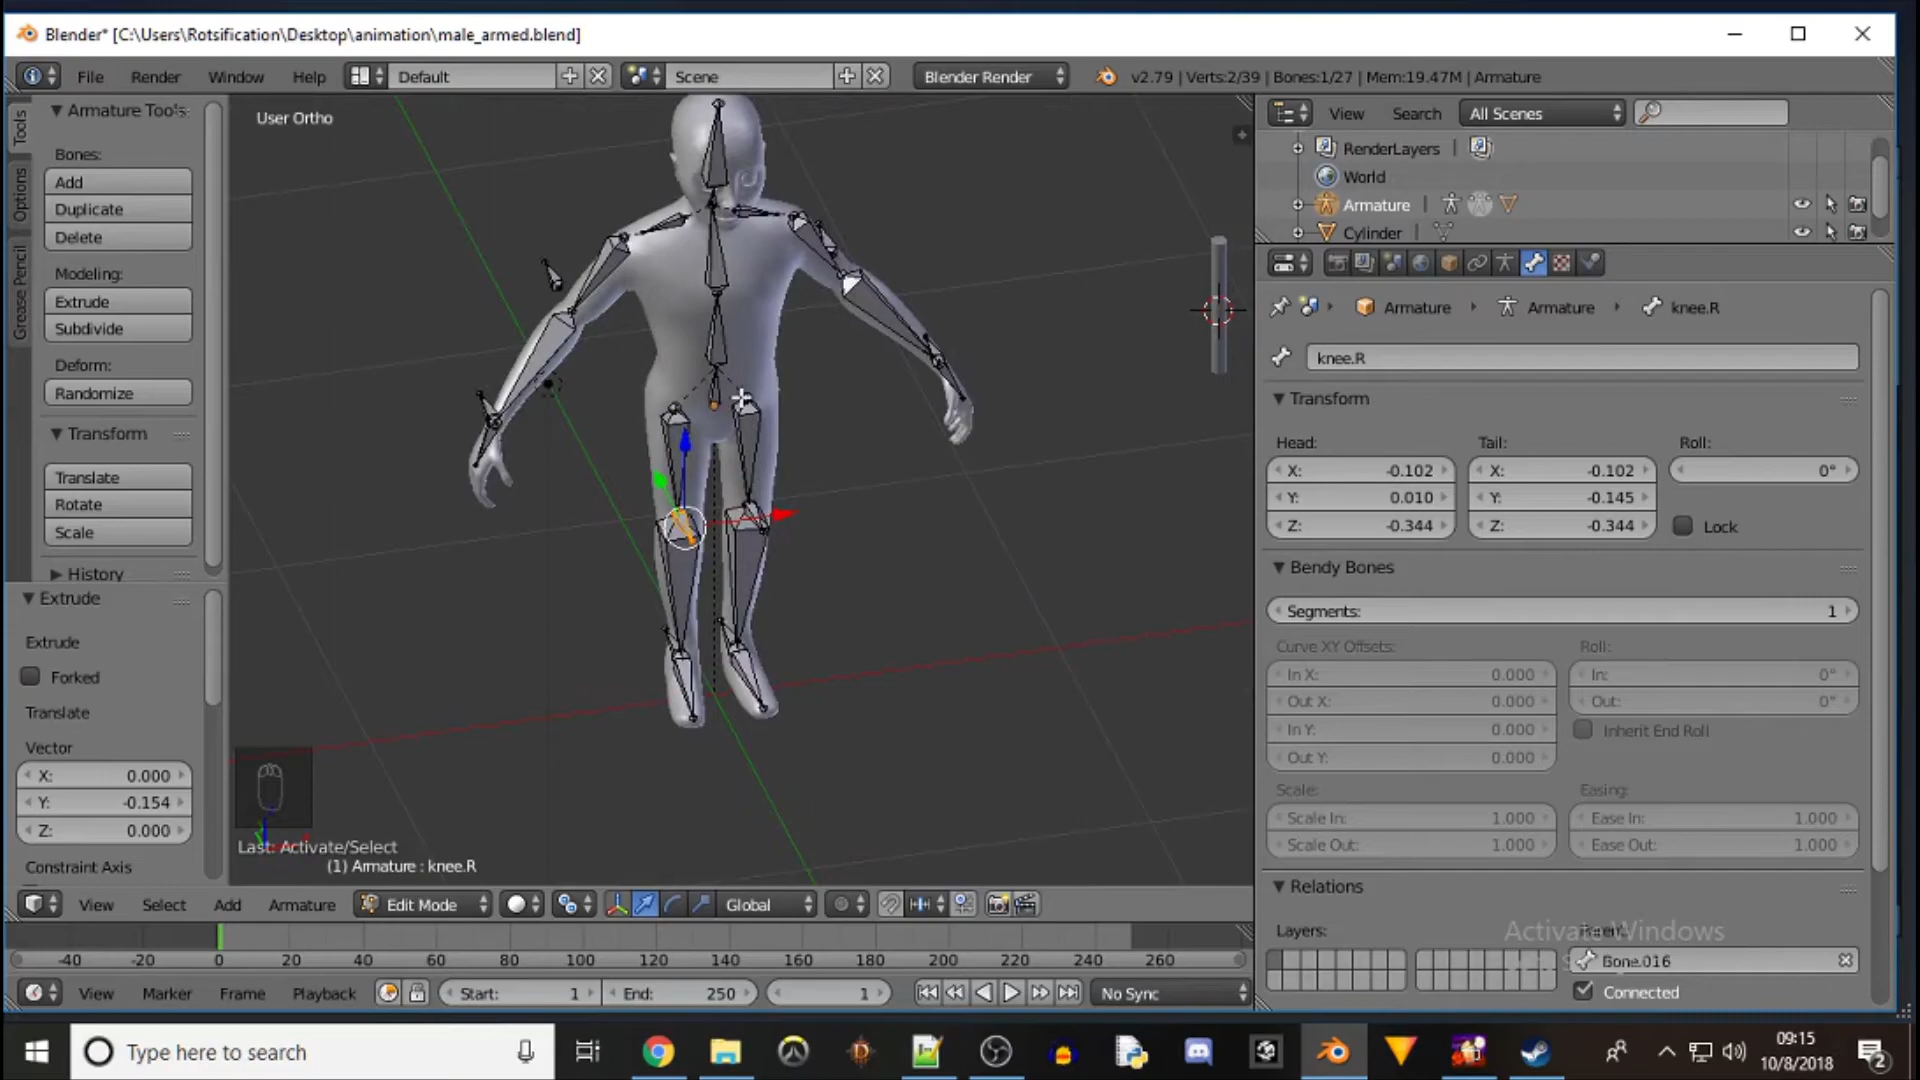 Blender* [C:\Users\Rotsification\Desktop\animation\male_armed.blend]
File Render Window Help Default Scene Blender Render v2.79 | Verts:2/39 | Bones:1/27 | Mem:19.47M | Armature
Tools
Options
Grease Pencil
Armature Tools
Bones:
Add
Duplicate
Delete
Modeling:
Extrude
Subdivide
Deform:
Randomize
Transform
Translate
Rotate
Scale
History
Extrude
Extrude
Forked
Translate
Vector
X: 0.000
Y: -0.154
Z: 0.000
Constraint Axis
User Ortho
Last: Activate/Select
(1) Armature : knee.R
View Select Add Armature Edit Mode Global
-40 -20 0 20 40 60 80 100 120 140 160 180 200 220 240 260
View Marker Frame Playback Start: 1 End: 250 1 No Sync
View Search All Scenes
RenderLayers
World
Armature
Cylinder
Armature Armature knee.R
knee.R
Transform
Head: Tail: Roll:
X: -0.102 X: -0.102 0°
Y: 0.010 Y: -0.145
Z: -0.344 Z: -0.344 Lock
Bendy Bones
Segments: 1
Curve XY Offsets: Roll:
In X: 0.000 In: 0°
Out X: 0.000 Out: 0°
In Y: 0.000 Inherit End Roll
Out Y: 0.000
Scale: Easing:
Scale In: 1.000 Ease In: 1.000
Scale Out: 1.000 Ease Out: 1.000
Relations
Layers:
Activate Windows
Bone.016
Connected
Type here to search
09:15
10/8/2018
2